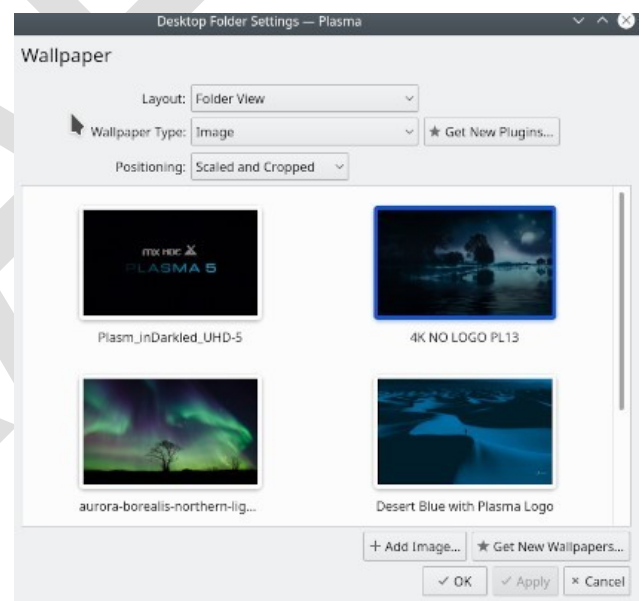 Desktop Folder Settings — Plasma
Wallpaper
Layout: Folder View
Wallpaper Type: Image ★ Get New Plugins...
Positioning: Scaled and Cropped
PLASMA 5
Plasm_inDarkled_UHD-5 4K NO LOGO PL13
aurora-borealis-northern-lig... Desert Blue with Plasma Logo
+ Add Image... ★ Get New Wallpapers...
✓ OK ✓ Apply × Cancel